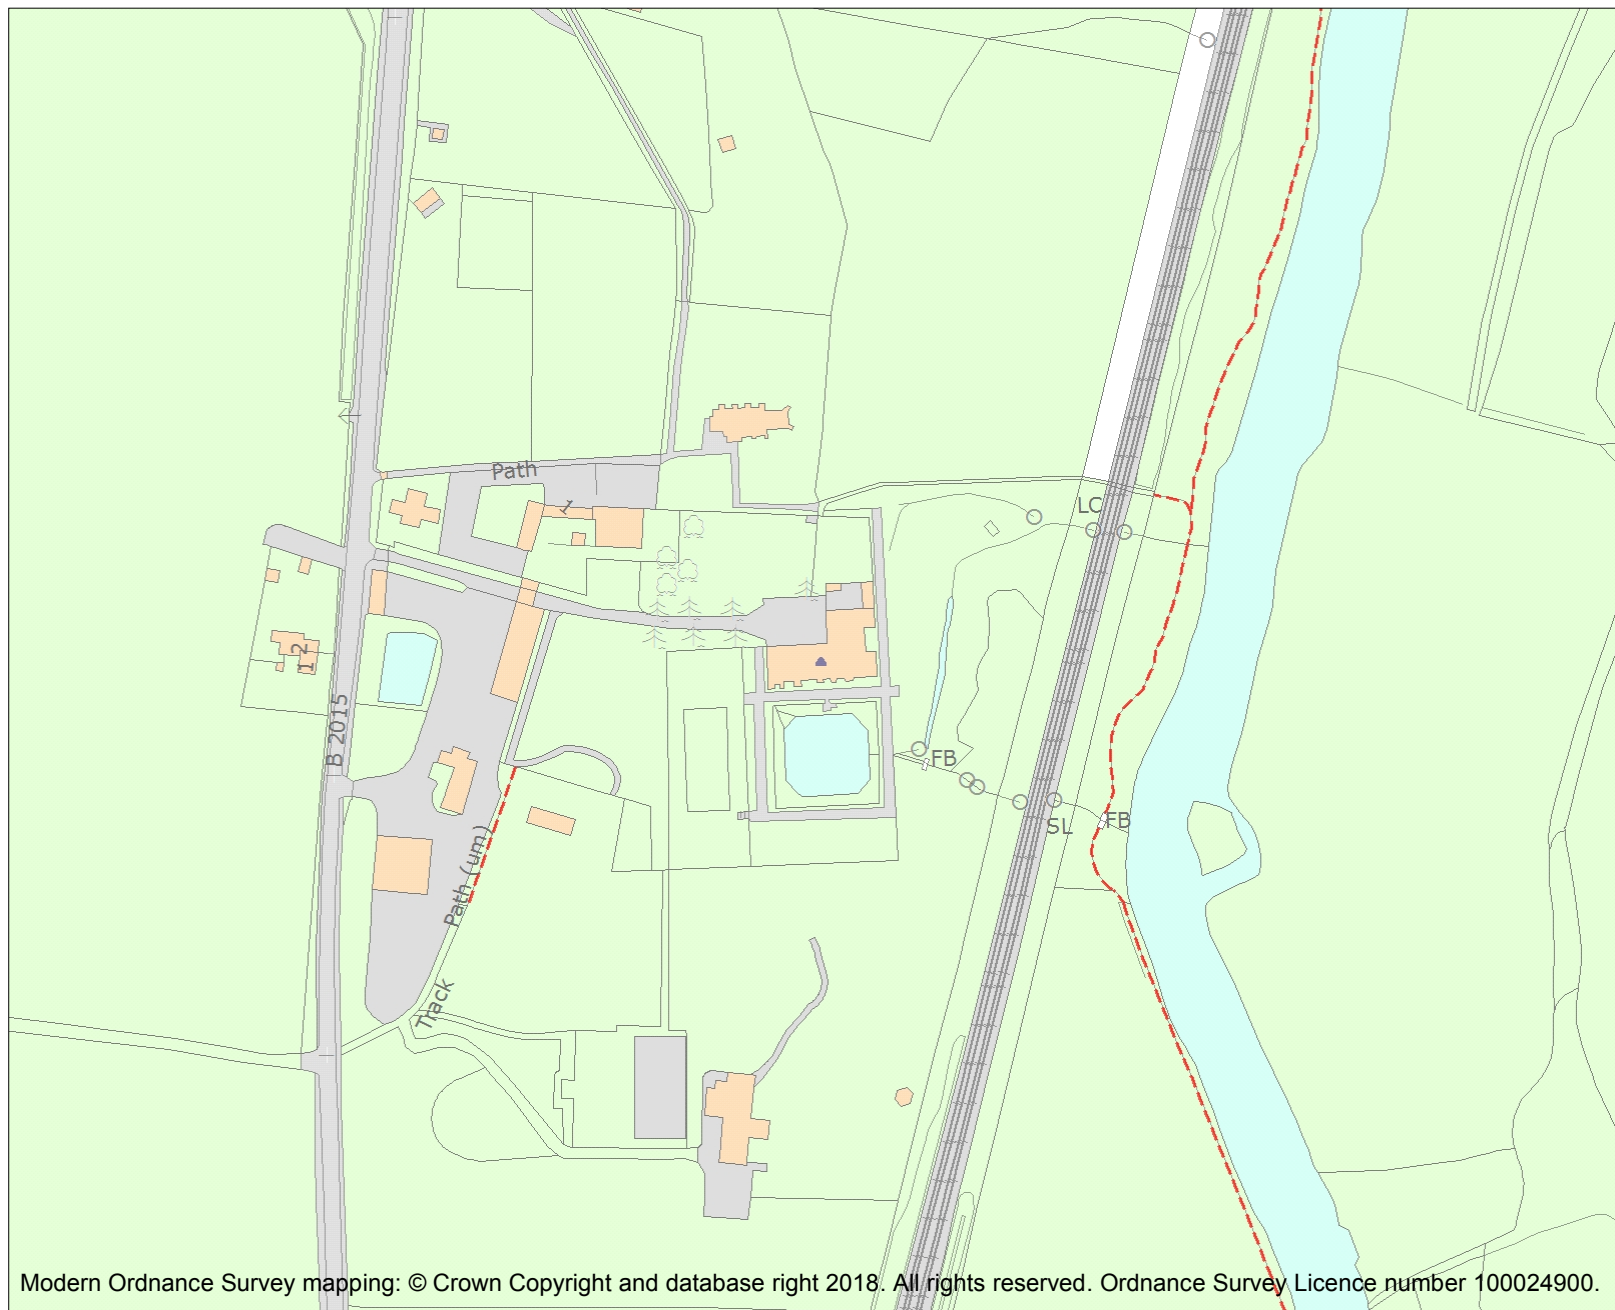 Path
1
LC
1 2
B 2015
FB
SL
FB
Path (um)
Track
Modern Ordnance Survey mapping: © Crown Copyright and database right 2018. All rights reserved. Ordnance Survey Licence number 100024900.